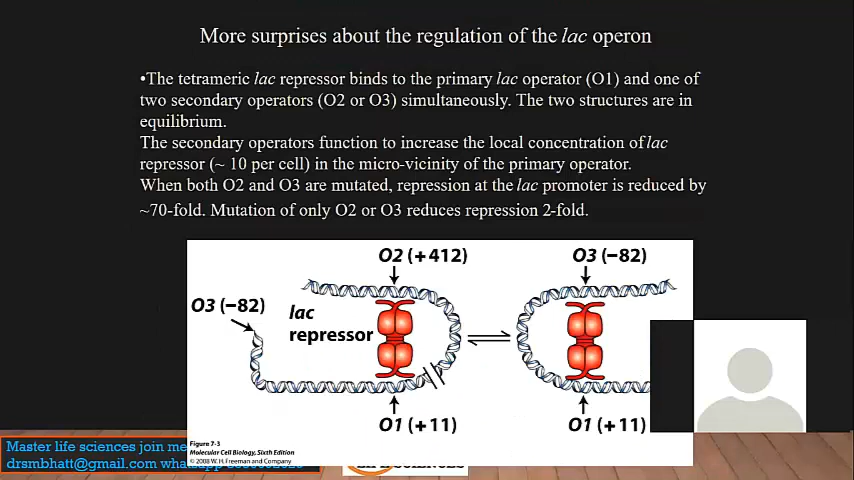 More surprises about the regulation of the lac operon
•The tetrameric lac repressor binds to the primary lac operator (O1) and one of
two secondary operators (O2 or O3) simultaneously. The two structures are in
equilibrium.
The secondary operators function to increase the local concentration of lac
repressor (~ 10 per cell) in the micro-vicinity of the primary operator.
When both O2 and O3 are mutated, repression at the lac promoter is reduced by
~70-fold. Mutation of only O2 or O3 reduces repression 2-fold.
O2 (+412)
O3 (−82)
O3 (−82)
lac
repressor
O1 (+11)
O1 (+11)
Figure 7-3
Molecular Cell Biology, Sixth Edition
© 2008 W. H. Freeman and Company
Master life sciences join me
drsmbhatt@gmail.com